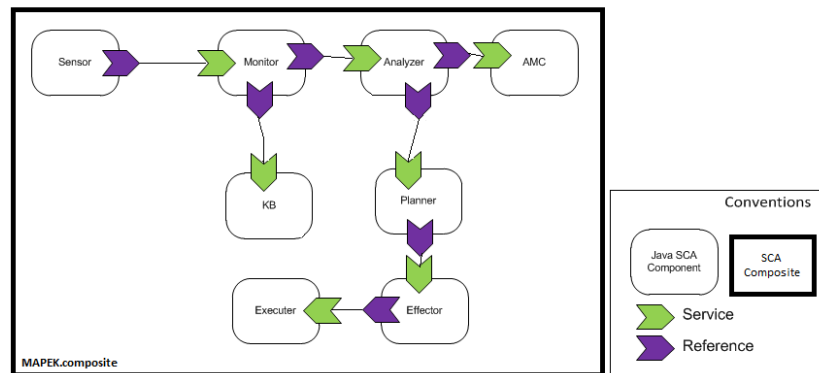 Sensor
Monitor
Analyzer
AMC
KB
Planner
Executer
Effector
MAPEK.composite
Conventions
Java SCA
Component
SCA
Composite
Service
Reference